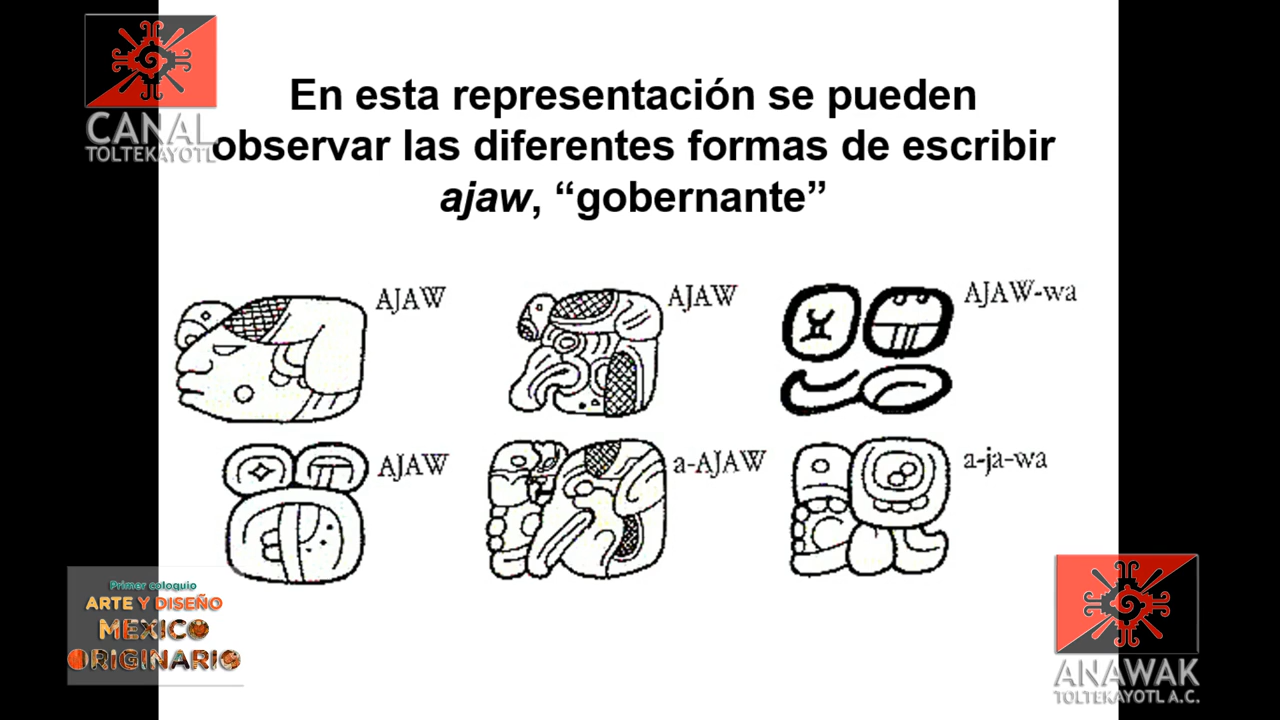 CANAL
TOLTEKAYOTL
En esta representación se pueden
observar las diferentes formas de escribir
ajaw, “gobernante”
AJAW
AJAW
AJAW-wa
AJAW
a-AJAW
a-ja-wa
Primer coloquio
ARTE Y DISEÑO
MÉXICO
ORIGINARIO
ANAWAK
TOLTEKAYOTL A.C.